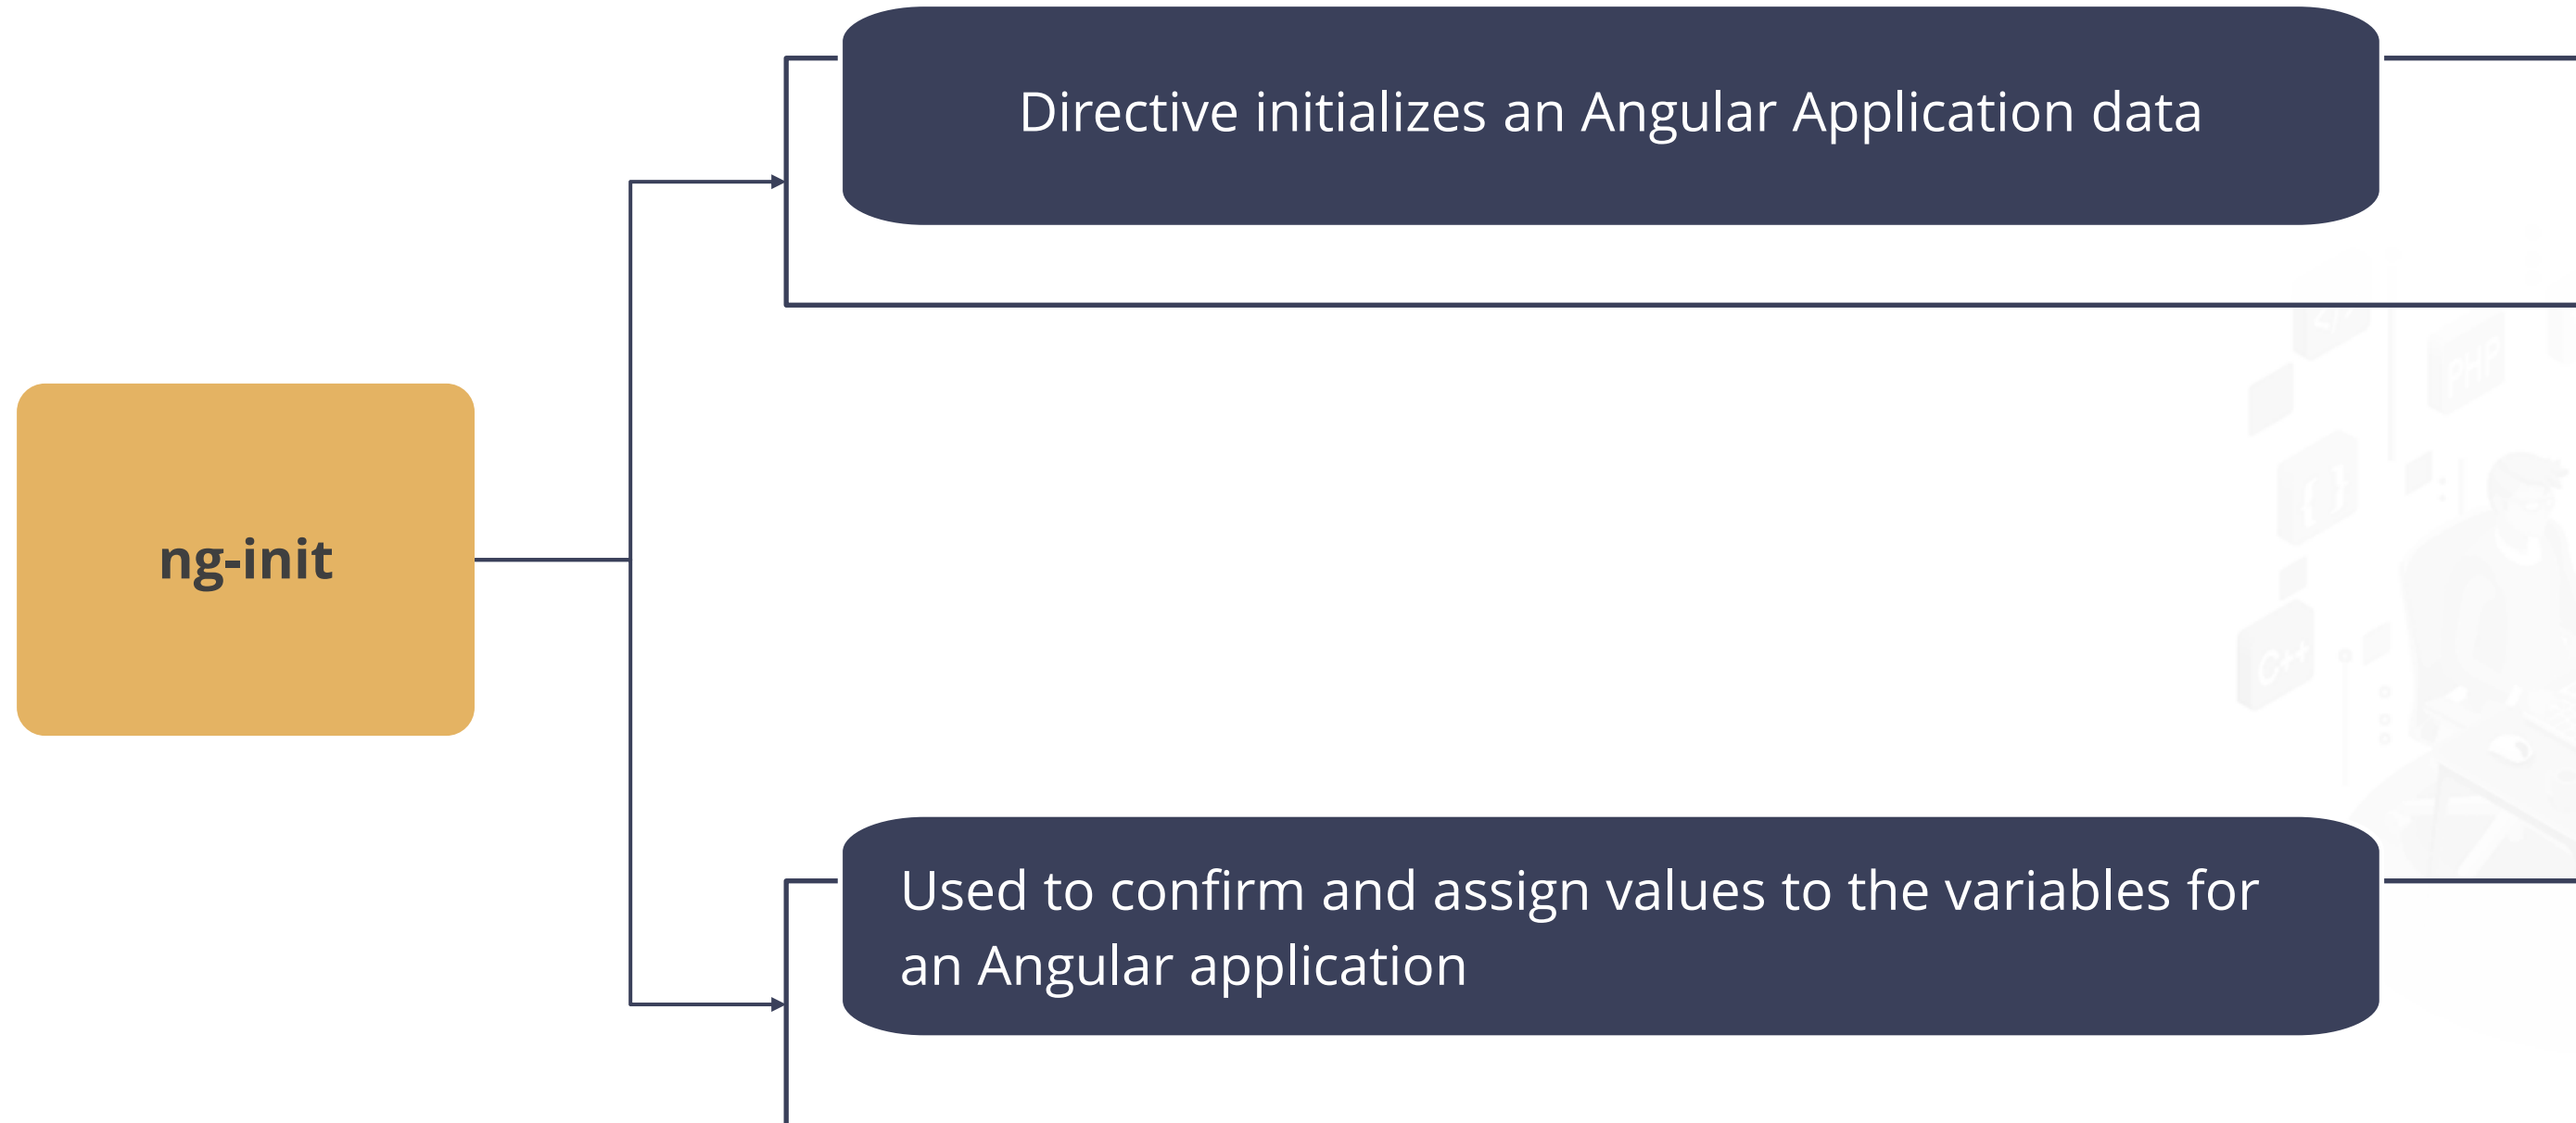 Directive initializes an Angular Application data
ng-init
Used to confirm and assign values to the variables for
an Angular application
PHP
{ }
C++